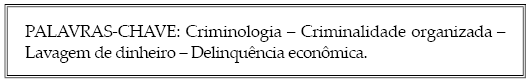 PALAVRAS-CHAVE: Criminologia – Criminalidade organizada –
Lavagem de dinheiro – Delinquência econômica.